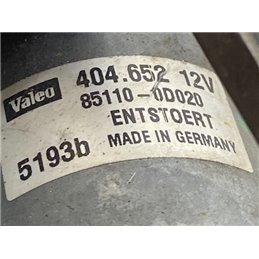 Valeo 404.652 12V
85110-0D020
ENTSTOERT
5193b MADE IN GERMANY